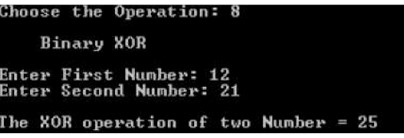 Choose the Operation: 8
Binary XOR
Enter First Number: 12
Enter Second Number: 21
The XOR operation of two Number = 25